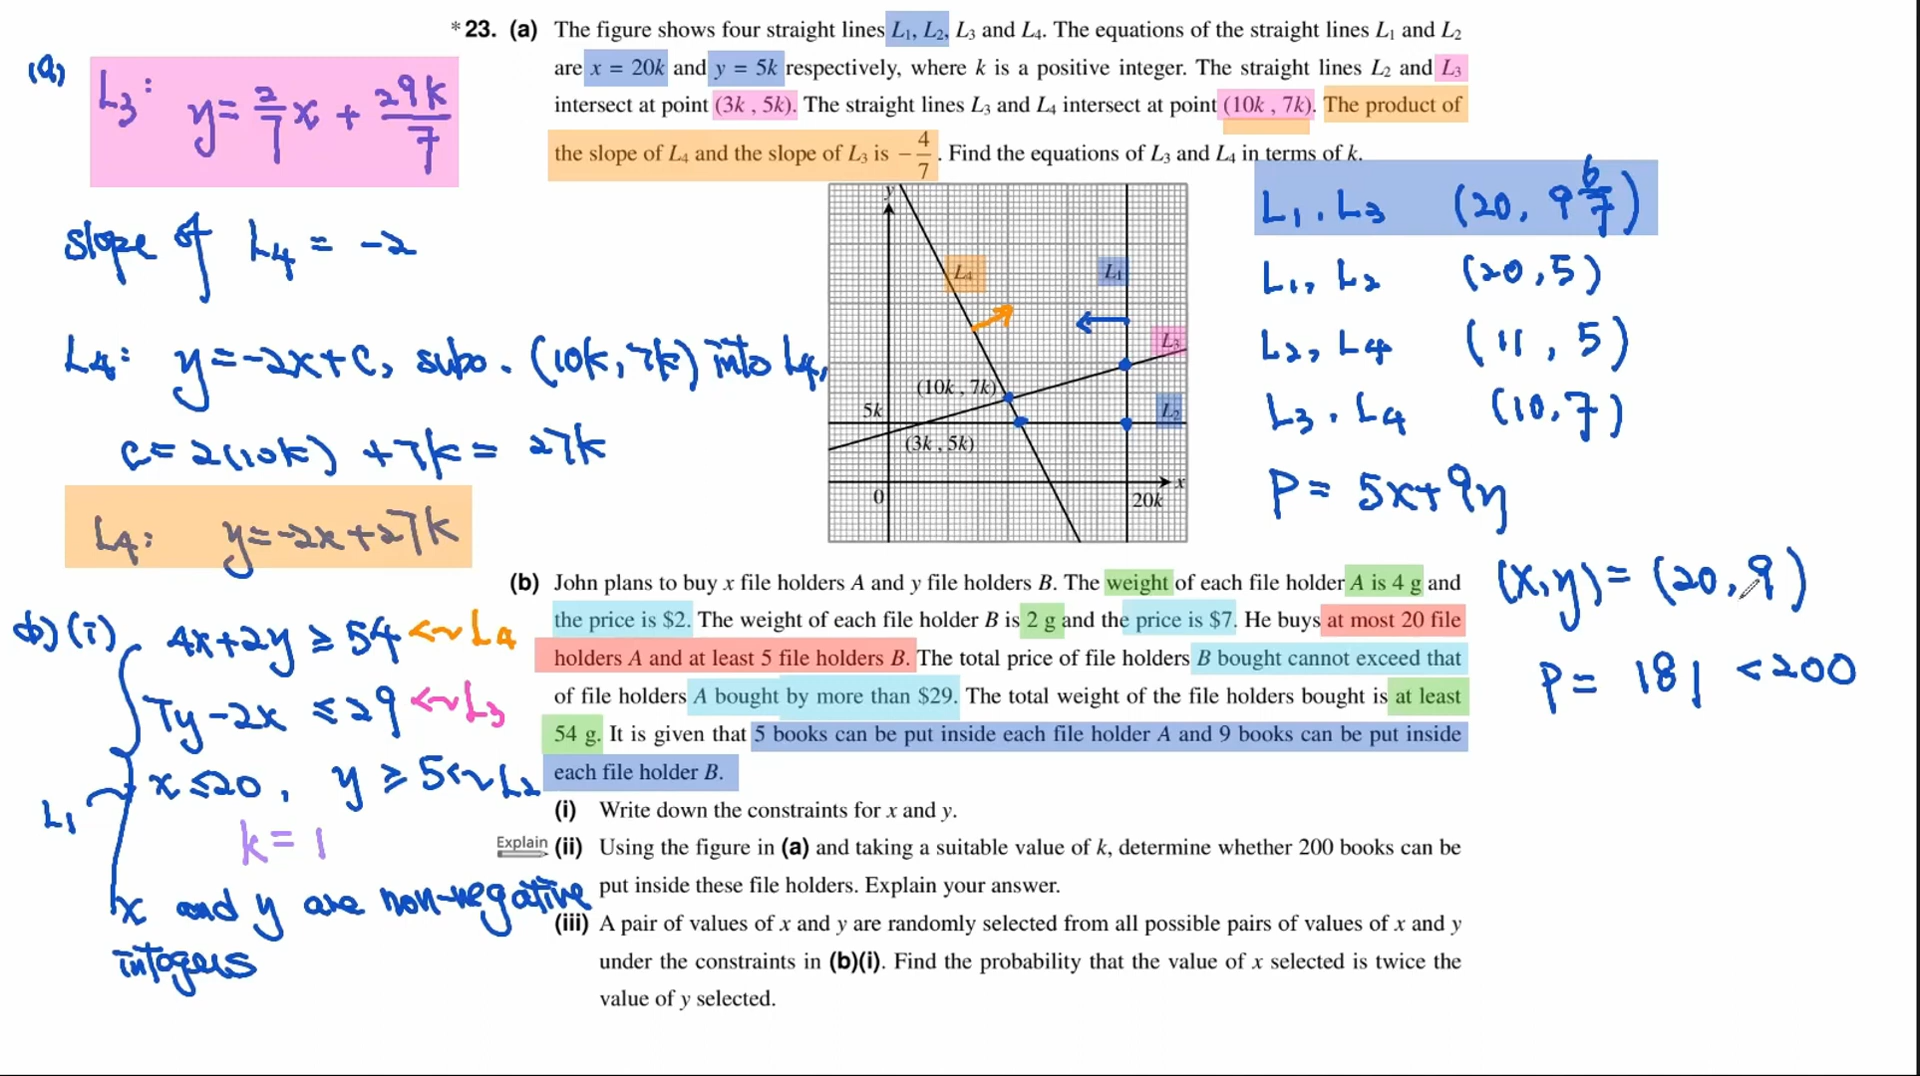 * 23. (a) The figure shows four straight lines L₁, L₂, L₃ and L₄. The equations of the straight lines L₁ and L₂
are x = 20k and y = 5k respectively, where k is a positive integer. The straight lines L₂ and L₃
intersect at point (3k , 5k). The straight lines L₃ and L₄ intersect at point (10k , 7k). The product of
the slope of L₄ and the slope of L₃ is −4/7. Find the equations of L₃ and L₄ in terms of k.
(a) L₃: y = 2/7 x + 29k/7
slope of L₄ = -2
L₄: y = -2x + c, subs. (10k, 7k) into L₄,
c = 2(10k) + 7k = 27k
L₄: y = -2x + 27k
y
L₄
L₁
L₃
(10k , 7k)
5k
L₂
(3k , 5k)
x
0
20k
L₁, L₃ (20, 9 6/7)
L₁, L₂ (20, 5)
L₂, L₄ (11, 5)
L₃, L₄ (10, 7)
P = 5x + 9y
(x, y) = (20, 9)
P = 181 < 200
(b) John plans to buy x file holders A and y file holders B. The weight of each file holder A is 4 g and
the price is $2. The weight of each file holder B is 2 g and the price is $7. He buys at most 20 file
holders A and at least 5 file holders B. The total price of file holders B bought cannot exceed that
of file holders A bought by more than $29. The total weight of the file holders bought is at least
54 g. It is given that 5 books can be put inside each file holder A and 9 books can be put inside
each file holder B.
(i) Write down the constraints for x and y.
Explain (ii) Using the figure in (a) and taking a suitable value of k, determine whether 200 books can be
put inside these file holders. Explain your answer.
(iii) A pair of values of x and y are randomly selected from all possible pairs of values of x and y
under the constraints in (b)(i). Find the probability that the value of x selected is twice the
value of y selected.
b) (i) 4x + 2y ≥ 54 ← L₄
7y - 2x ≤ 29 ← L₃
L₁ x ≤ 20, y ≥ 5 ← L₂
k = 1
x and y are non-negative
integers